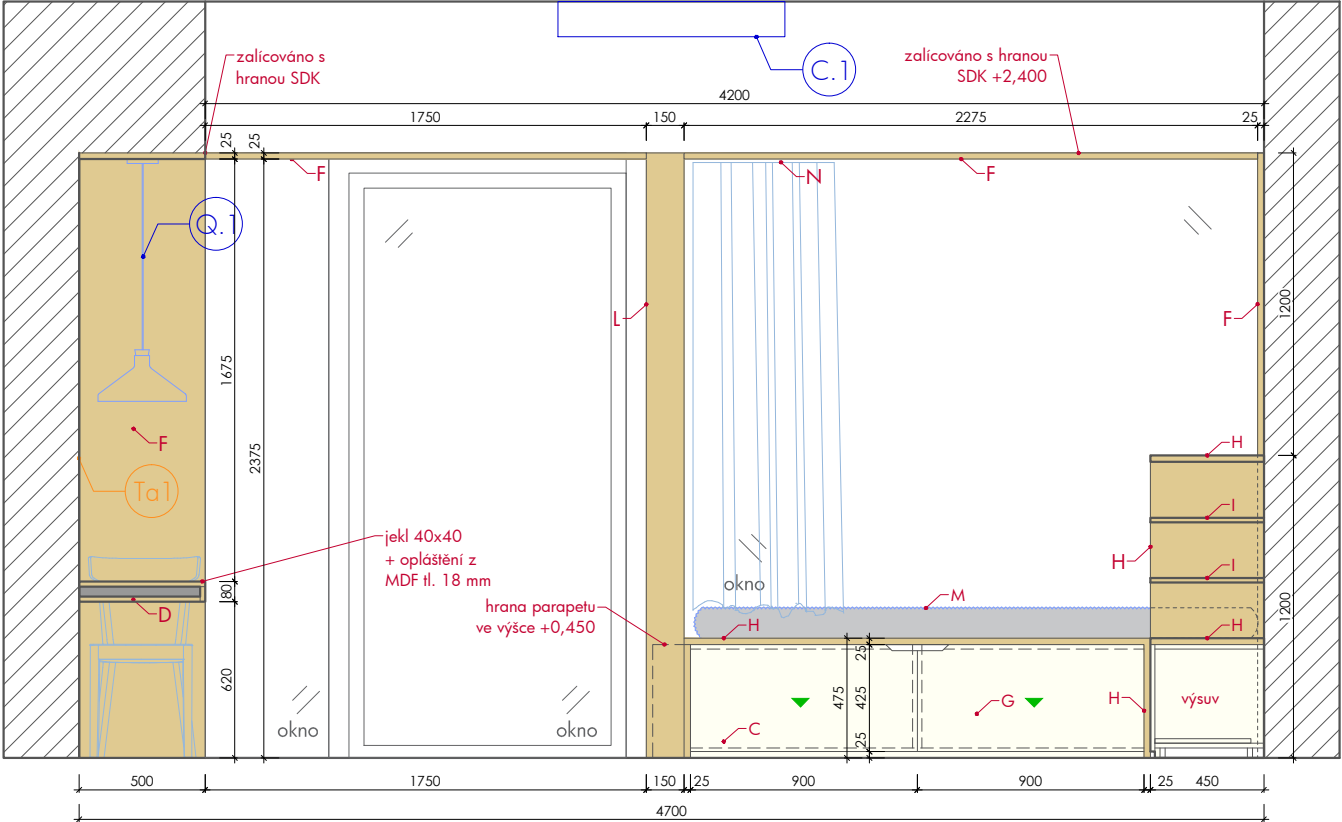 zalícováno s
hranou SDK
C.1
zalícováno s hranou
SDK +2,400
4200
1750
150
2275
25
25
25
F
N
F
Q.1
L
F
1200
1675
2375
F
Ta1
H
I
H
I
jekl 40x40
+ opláštění z
MDF tl. 18 mm
okno
80
D
hrana parapetu
ve výšce +0,450
M
H
H
1200
620
25
475
425
25
G
H
výsuv
C
okno
okno
500
1750
150
25
900
900
25
450
4700